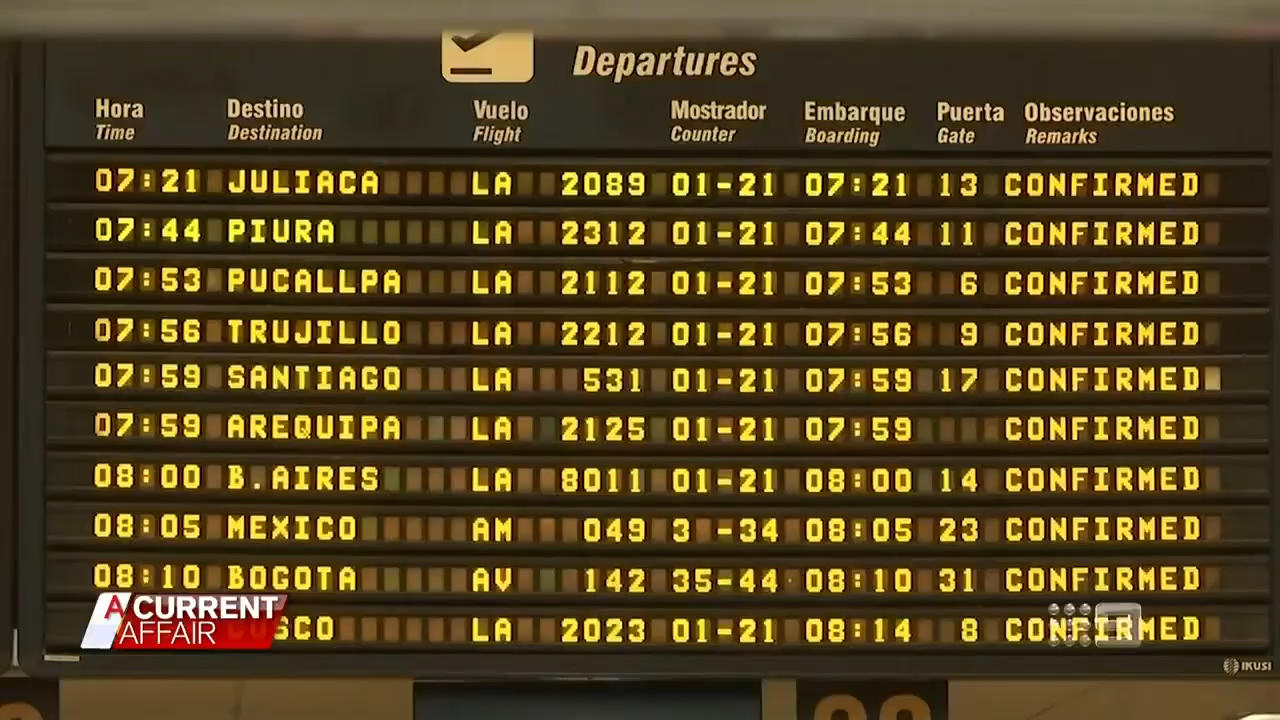 Departures
Hora Destino Vuelo Mostrador Embarque Puerta Observaciones
Time Destination Flight Counter Boarding Gate Remarks
07:21 JULIACA LA 2089 01-21 07:21 13 CONFIRMED
07:44 PIURA LA 2312 01-21 07:44 11 CONFIRMED
07:53 PUCALLPA LA 2112 01-21 07:53 6 CONFIRMED
07:56 TRUJILLO LA 2212 01-21 07:56 9 CONFIRMED
07:59 SANTIAGO LA 531 01-21 07:59 17 CONFIRMED
07:59 AREQUIPA LA 2125 01-21 07:59 CONFIRMED
08:00 B.AIRES LA 8011 01-21 08:00 14 CONFIRMED
08:05 MEXICO AM 049 3 -34 08:05 23 CONFIRMED
08:10 BOGOTA AV 142 35-44 08:10 31 CONFIRMED
CUSCO LA 2023 01-21 08:14 8 CONFIRMED
A CURRENT
AFFAIR
9
IKUSI